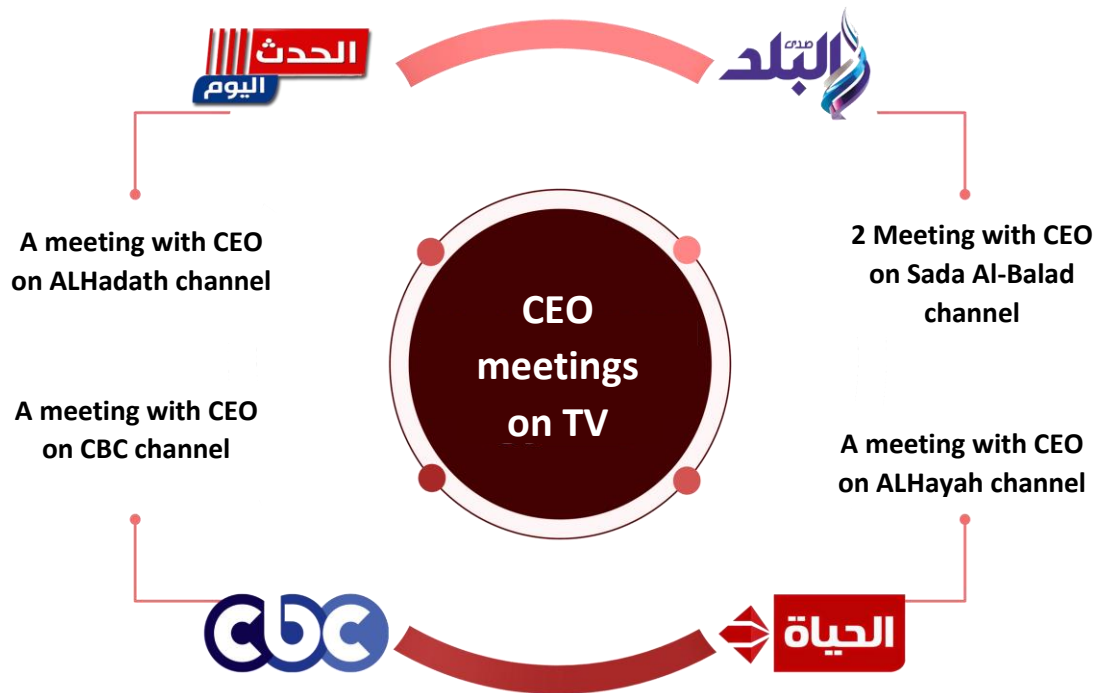 الحدث
اليوم
صدى
البلد
A meeting with CEO
on ALHadath channel
2 Meeting with CEO
on Sada Al-Balad
channel
CEO
meetings
on TV
A meeting with CEO
on CBC channel
A meeting with CEO
on ALHayah channel
cbc
الحياة